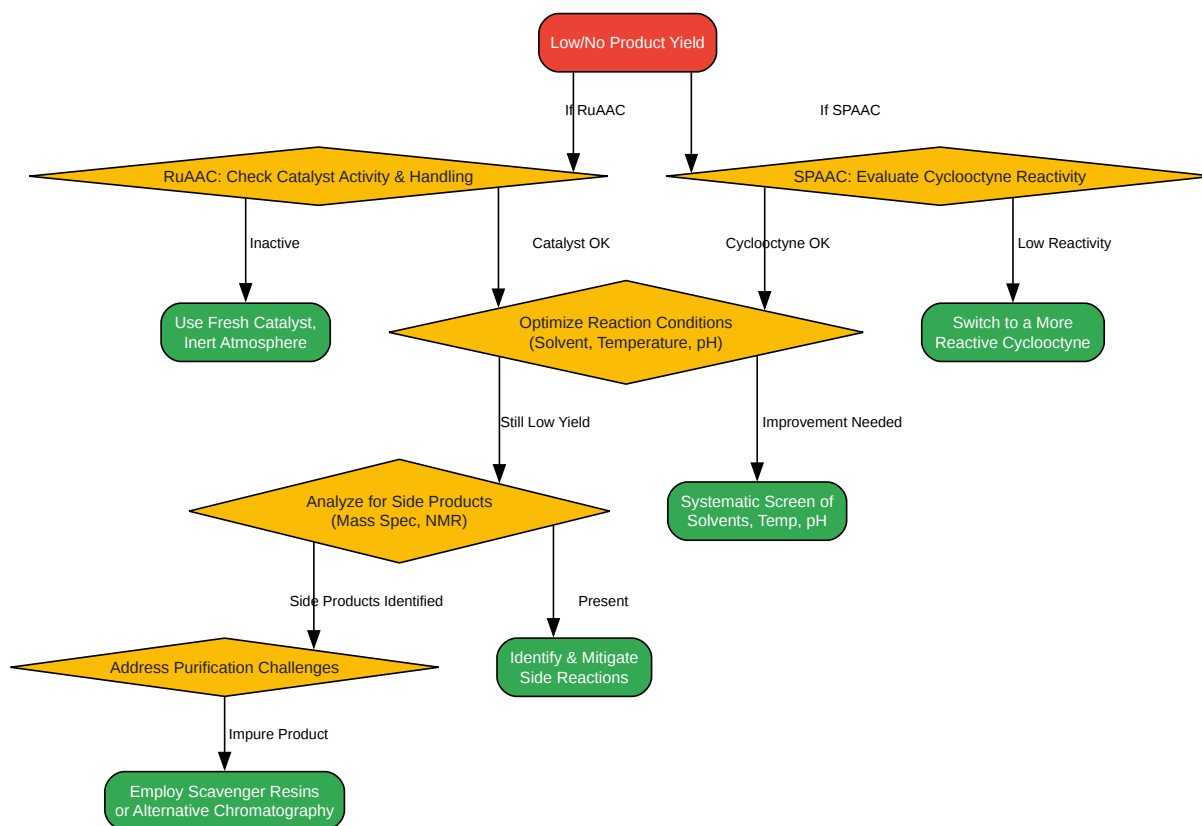 Low/No Product Yield
If RuAAC
If SPAAC
RuAAC: Check Catalyst Activity & Handling
SPAAC: Evaluate Cyclooctyne Reactivity
Inactive
Catalyst OK
Cyclooctyne OK
Low Reactivity
Use Fresh Catalyst,
Inert Atmosphere
Optimize Reaction Conditions
(Solvent, Temperature, pH)
Switch to a More
Reactive Cyclooctyne
Still Low Yield
Improvement Needed
Analyze for Side Products
(Mass Spec, NMR)
Systematic Screen of
Solvents, Temp, pH
Side Products Identified
Present
Address Purification Challenges
Identify & Mitigate
Side Reactions
Impure Product
Employ Scavenger Resins
or Alternative Chromatography